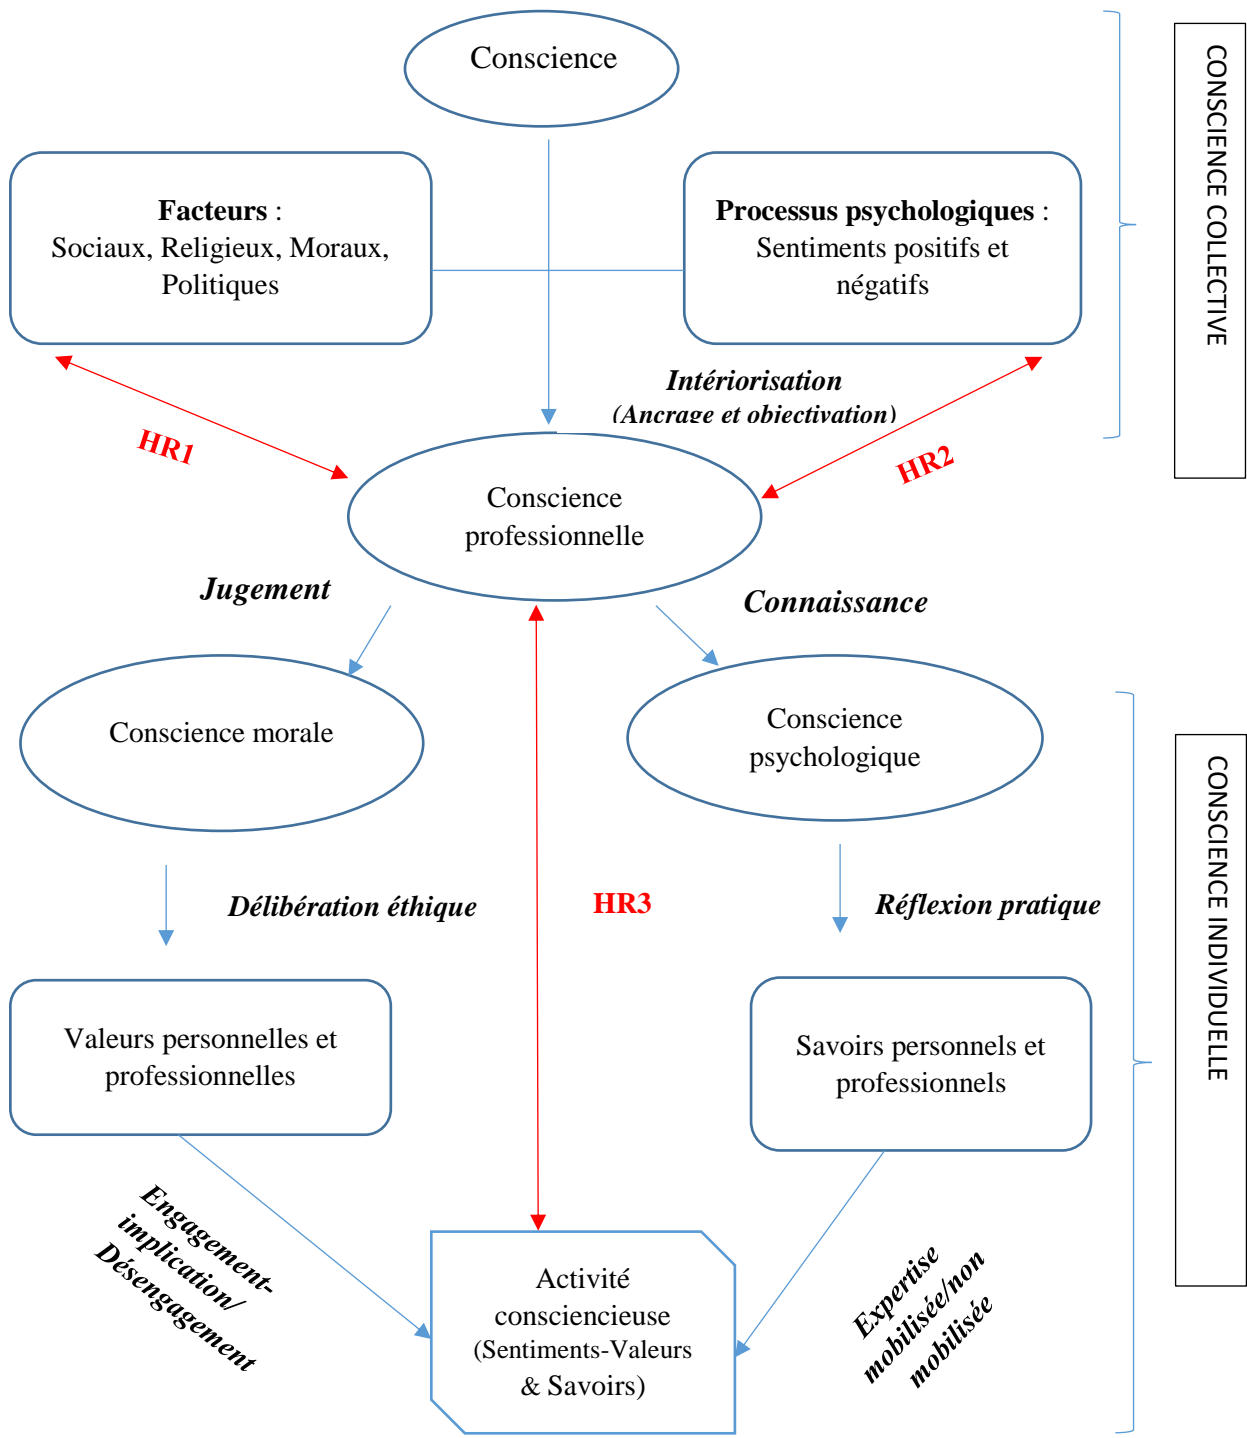 Conscience
CONSCIENCE COLLECTIVE
Facteurs :
Sociaux, Religieux, Moraux,
Politiques
Processus psychologiques :
Sentiments positifs et
négatifs
Intériorisation
(Ancrage et objectivation)
HR1
HR2
Conscience
professionnelle
Jugement
Connaissance
Conscience morale
Conscience
psychologique
CONSCIENCE INDIVIDUELLE
Délibération éthique
HR3
Réflexion pratique
Valeurs personnelles et
professionnelles
Savoirs personnels et
professionnels
Engagement-
implication/
Désengagement
Activité
consciencieuse
(Sentiments-Valeurs
& Savoirs)
Expertise
mobilisée/non
mobilisée